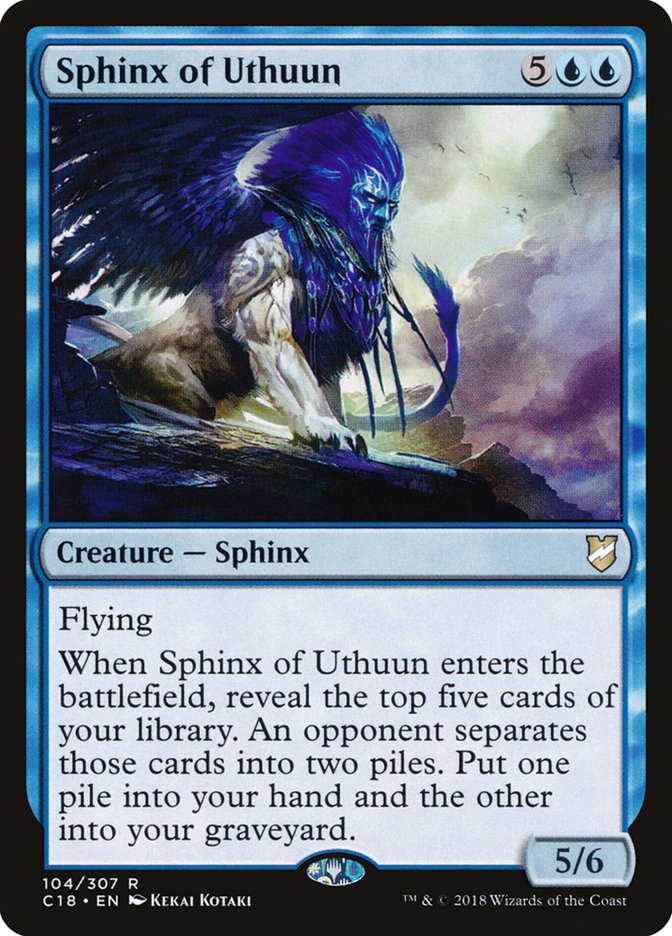 Sphinx of Uthuun 5
Creature — Sphinx
Flying
When Sphinx of Uthuun enters the
battlefield, reveal the top five cards of
your library. An opponent separates
those cards into two piles. Put one
pile into your hand and the other
into your graveyard.
5/6
104/307 R
C18 • EN Kekai Kotaki
™ & © 2018 Wizards of the Coast